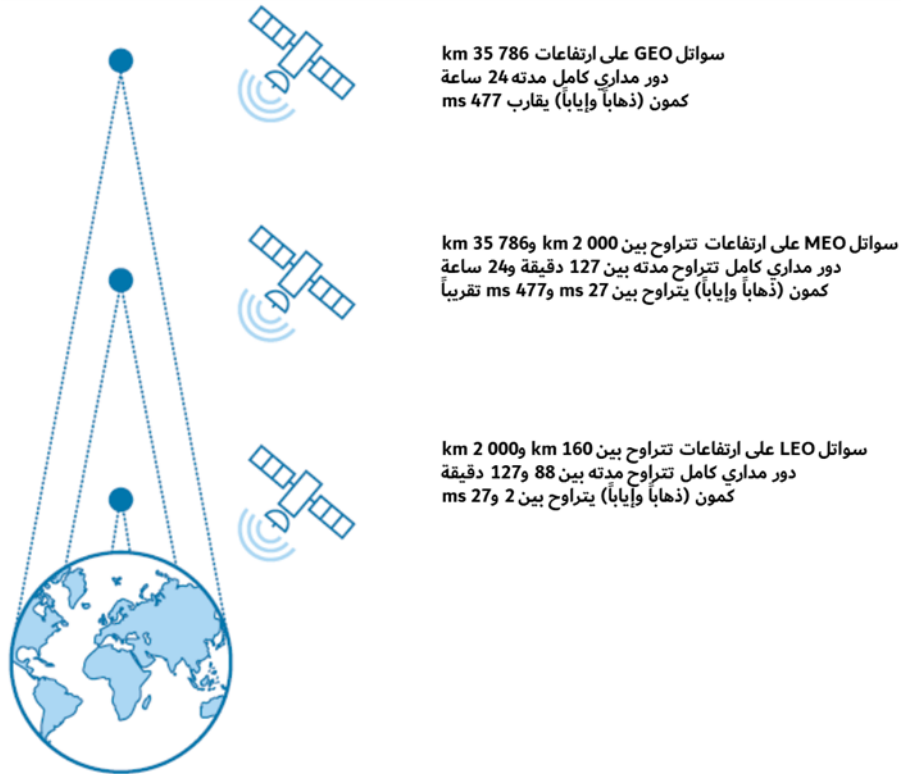 سواتل GEO على ارتفاعات 786 35 km
دور مداري كامل مدته 24 ساعة
كمون (ذهاباً وإياباً) يقارب 477 ms
سواتل MEO على ارتفاعات تتراوح بين 000 2 km و786 35 km
دور مداري كامل تتراوح مدته بين 127 دقيقة و24 ساعة
كمون (ذهاباً وإياباً) يتراوح بين 27 ms و477 ms تقريباً
سواتل LEO على ارتفاعات تتراوح بين 160 km و000 2 km
دور مداري كامل تتراوح مدته بين 88 و127 دقيقة
كمون (ذهاباً وإياباً) يتراوح بين 2 و27 ms